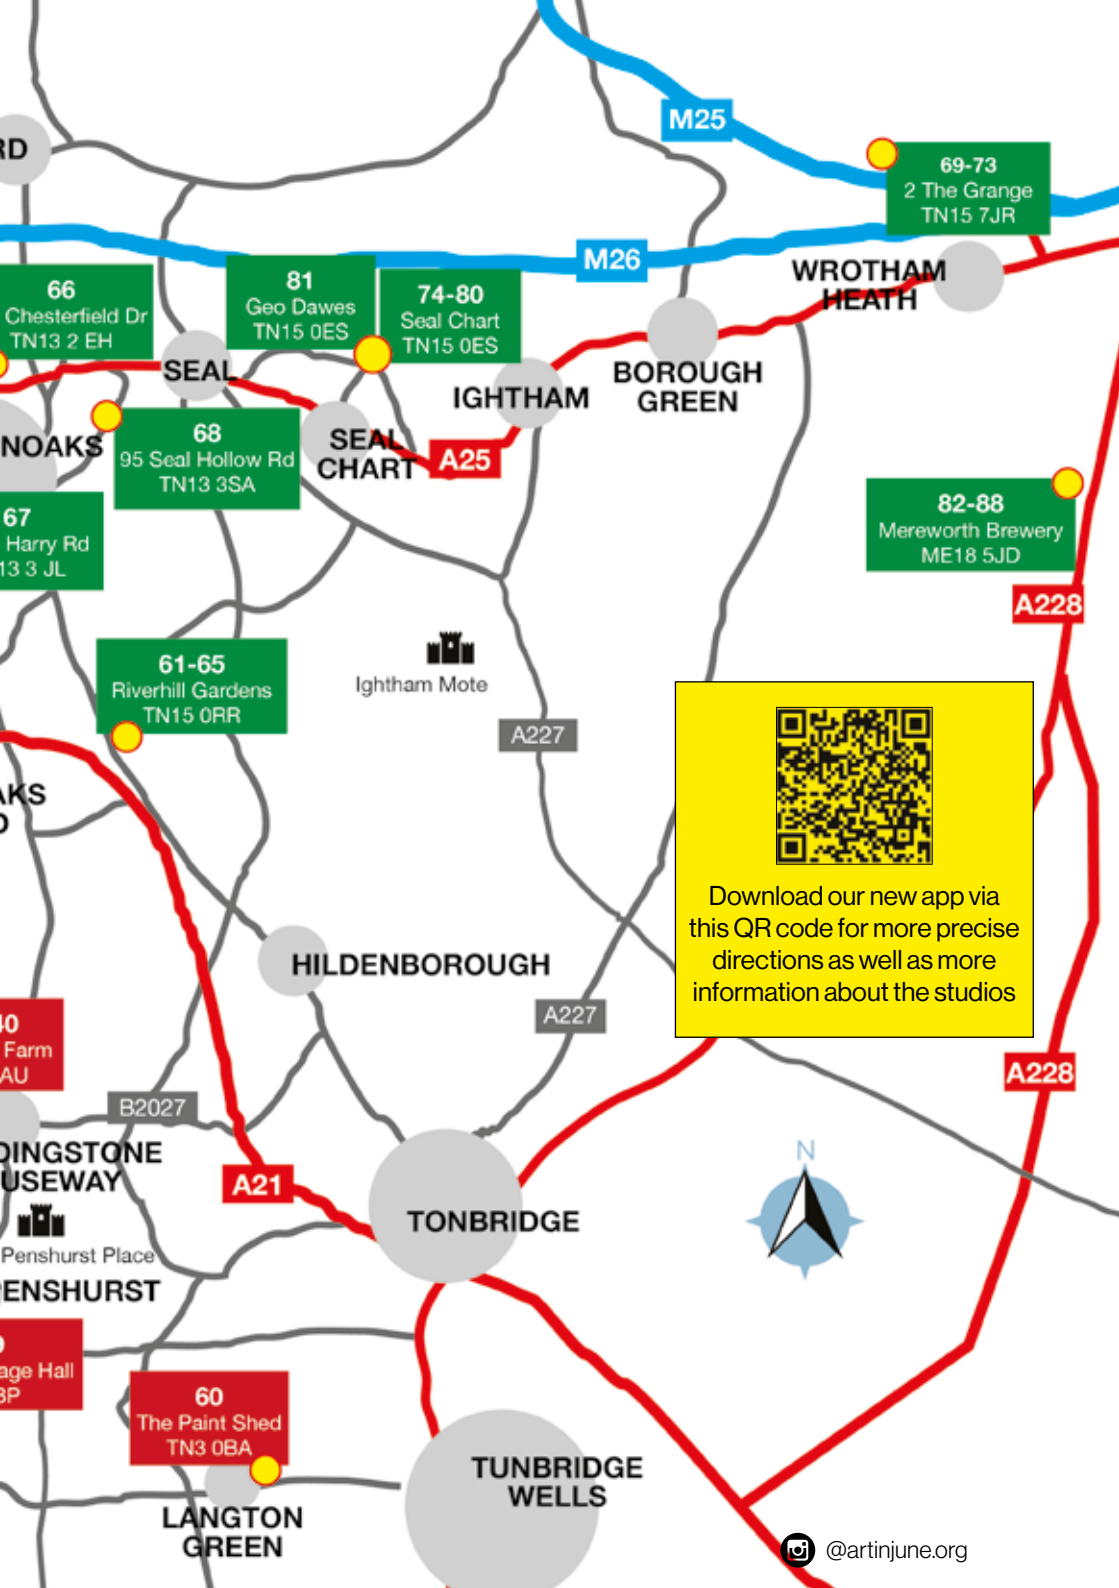 M25
RD
69-73
2 The Grange
TN15 7JR
M26
WROTHAM
HEATH
66
Chesterfield Dr
TN13 2 EH
81
Geo Dawes
TN15 0ES
74-80
Seal Chart
TN15 0ES
SEAL
BOROUGH
GREEN
IGHTHAM
NOAKS
68
95 Seal Hollow Rd
TN13 3SA
SEAL
CHART
A25
67
Harry Rd
13 3 JL
82-88
Mereworth Brewery
ME18 5JD
A228
61-65
Riverhill Gardens
TN15 0RR
Ightham Mote
A227
AKS
D
Download our new app via
this QR code for more precise
directions as well as more
information about the studios
HILDENBOROUGH
A227
40
Farm
AU
A228
B2027
DINGSTONE
USEWAY
A21
N
TONBRIDGE
Penshurst Place
PENSHURST
age Hall
3P
60
The Paint Shed
TN3 0BA
TUNBRIDGE
WELLS
LANGTON
GREEN
@artinjune.org